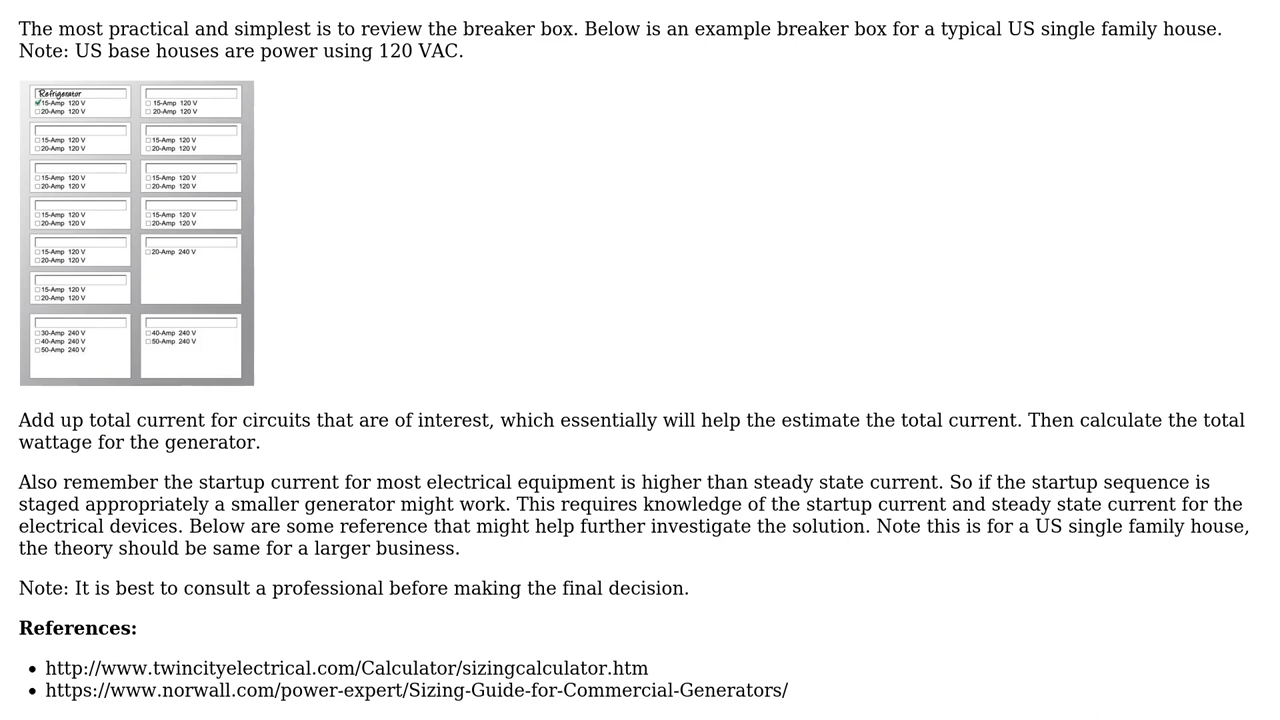 The most practical and simplest is to review the breaker box. Below is an example breaker box for a typical US single family house.
Note: US base houses are power using 120 VAC.
Refrigerator
15-Amp 120 V
20-Amp 120 V
15-Amp 120 V
20-Amp 120 V
15-Amp 120 V
20-Amp 120 V
15-Amp 120 V
20-Amp 120 V
15-Amp 120 V
20-Amp 120 V
15-Amp 120 V
20-Amp 120 V
15-Amp 120 V
20-Amp 120 V
15-Amp 120 V
20-Amp 120 V
15-Amp 120 V
20-Amp 120 V
20-Amp 240 V
15-Amp 120 V
20-Amp 120 V
30-Amp 240 V
40-Amp 240 V
50-Amp 240 V
40-Amp 240 V
50-Amp 240 V
Add up total current for circuits that are of interest, which essentially will help the estimate the total current. Then calculate the total
wattage for the generator.
Also remember the startup current for most electrical equipment is higher than steady state current. So if the startup sequence is
staged appropriately a smaller generator might work. This requires knowledge of the startup current and steady state current for the
electrical devices. Below are some reference that might help further investigate the solution. Note this is for a US single family house,
the theory should be same for a larger business.
Note: It is best to consult a professional before making the final decision.
References:
• http://www.twincityelectrical.com/Calculator/sizingcalculator.htm
• https://www.norwall.com/power-expert/Sizing-Guide-for-Commercial-Generators/